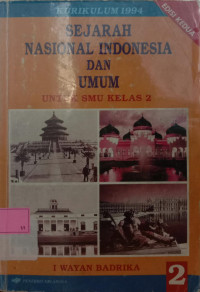 KURIKULUM 1994
EDISI KEDUA
SEJARAH
NASIONAL INDONESIA
DAN
UMUM
UNTUK SMU KELAS 2
I WAYAN BADRIKA
2